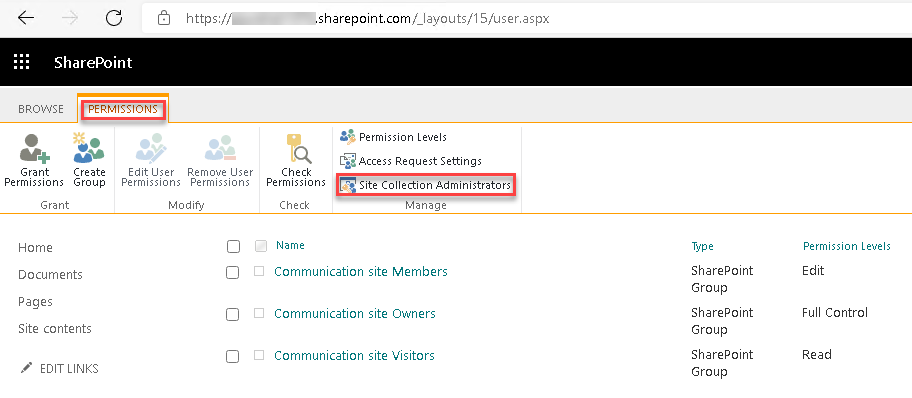 https://.sharepoint.com/_layouts/15/user.aspx
SharePoint
BROWSE PERMISSIONS
Grant Permissions
Create Group
Edit User Permissions
Remove User Permissions
Check Permissions
Permission Levels
Access Request Settings
Site Collection Administrators
Grant Modify Check Manage
Home
Documents
Pages
Site contents
EDIT LINKS
Name Type Permission Levels
Communication site Members SharePoint Group Edit
Communication site Owners SharePoint Group Full Control
Communication site Visitors SharePoint Group Read